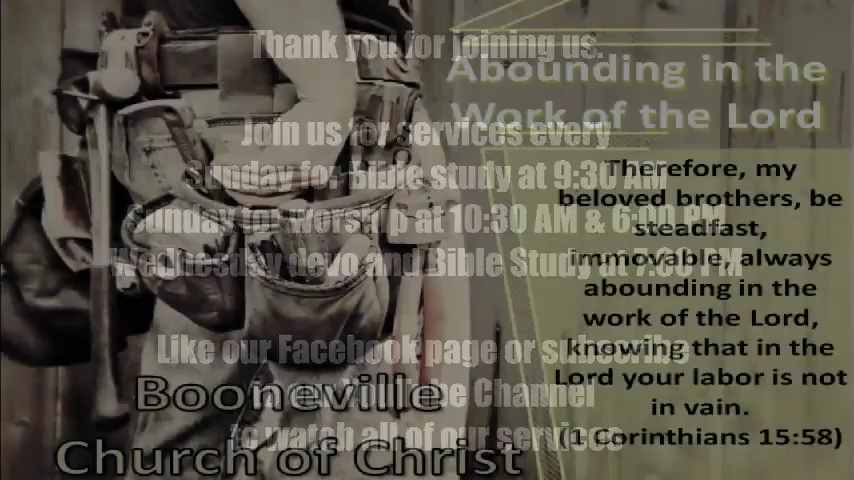 Thank you for joining us.
Join us for services every
Sunday for Bible study at 9:30 AM
Sunday for Worship at 10:30 AM & 6:00 PM
Wednesday devo and Bible Study at 7:00 PM
Like our Facebook page or subscribe
Channel
to watch all of our services
Abounding in the
Work of the Lord
Therefore, my
beloved brothers, be
steadfast,
immovable, always
abounding in the
work of the Lord,
knowing that in the
Lord your labor is not
in vain.
(1 Corinthians 15:58)
Booneville
Church of Christ